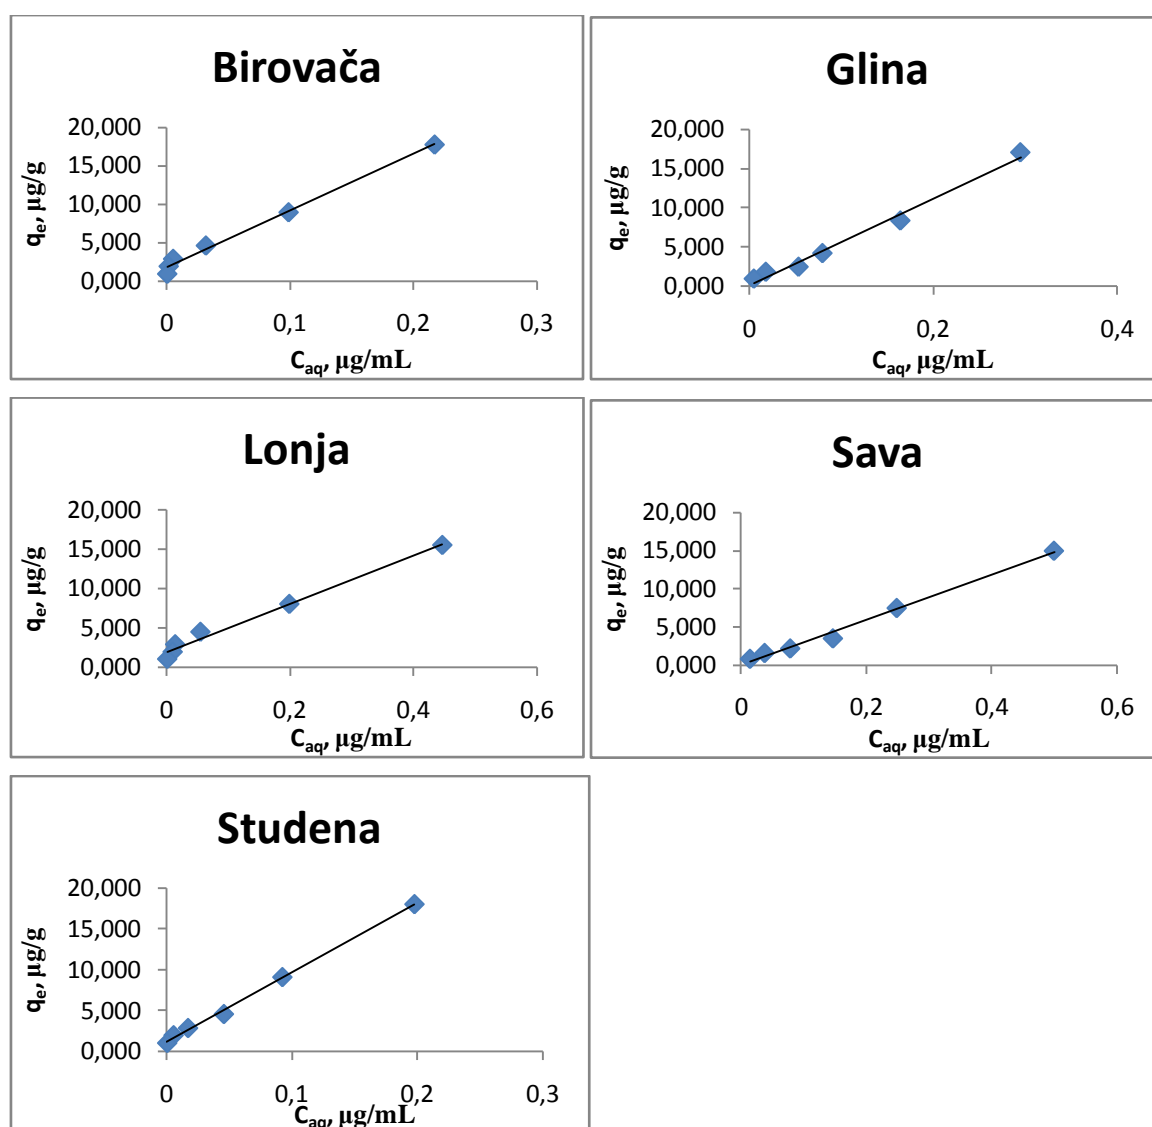 Birovača
20,000
15,000
10,000
5,000
0,000
qe, µg/g
0 0,1 0,2 0,3
Caq, µg/mL
Glina
20,000
15,000
10,000
5,000
0,000
qe, µg/g
0 0,2 0,4
Caq, µg/mL
Lonja
20,000
15,000
10,000
5,000
0,000
qe, µg/g
0 0,2 0,4 0,6
Caq, µg/mL
Sava
20,000
15,000
10,000
5,000
0,000
qe, µg/g
0 0,2 0,4 0,6
Caq, µg/mL
Studena
20,000
15,000
10,000
5,000
0,000
qe, µg/g
0 0,1 0,2 0,3
Caq, µg/mL